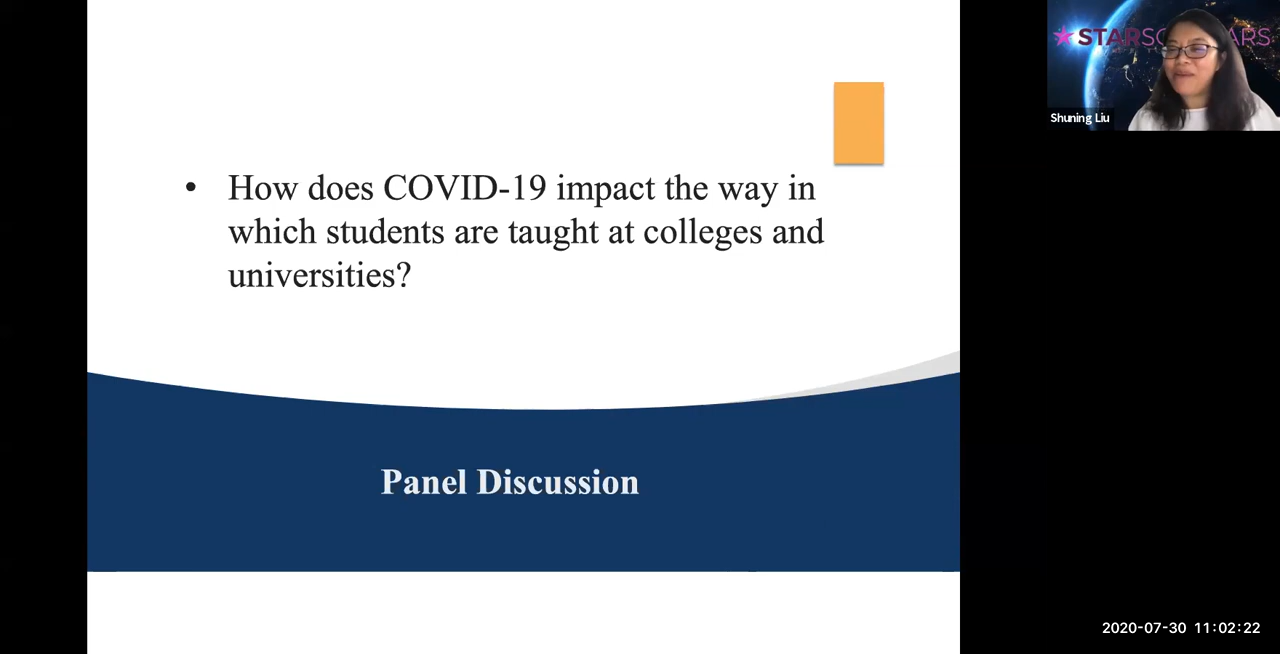 • How does COVID-19 impact the way in
which students are taught at colleges and
universities?
Panel Discussion
Shuning Liu
2020-07-30 11:02:22